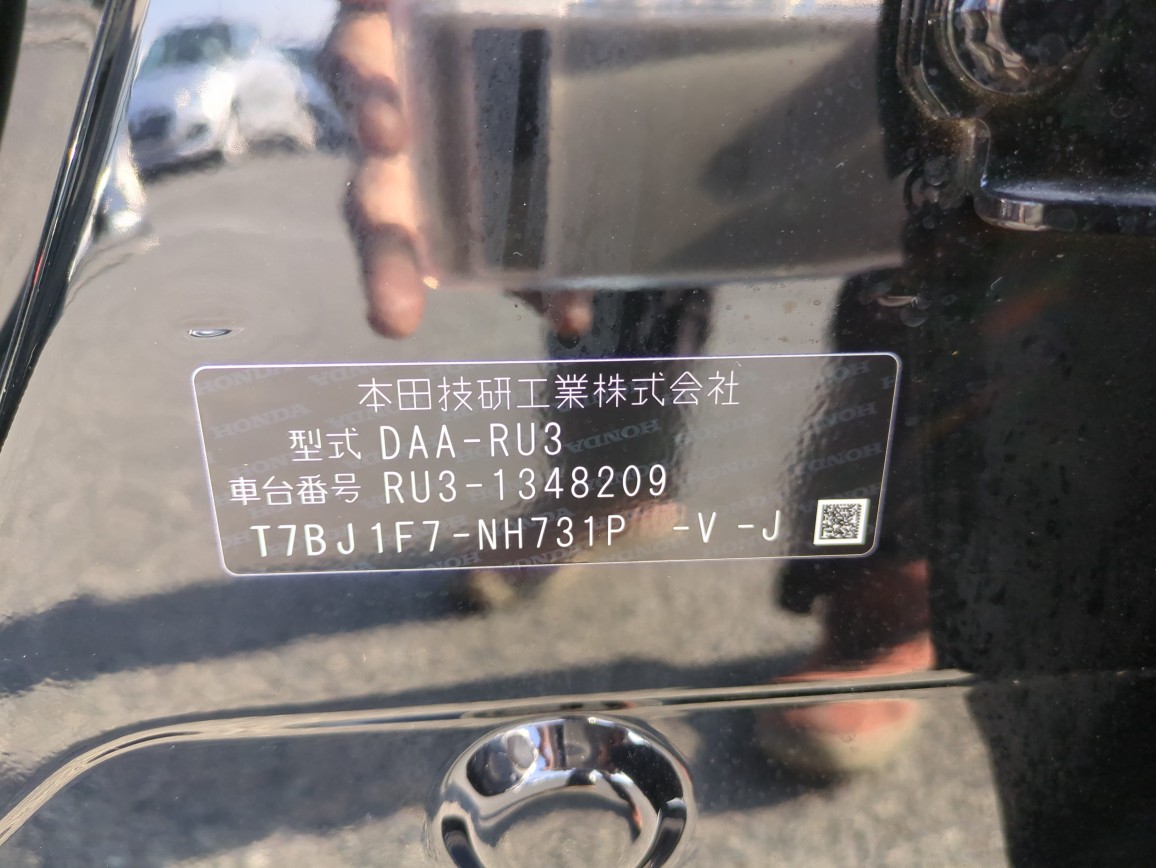 本田技研工業株式会社
型式 DAA-RU3
車台番号 RU3-1348209
T7BJ1F7-NH731P -V -J